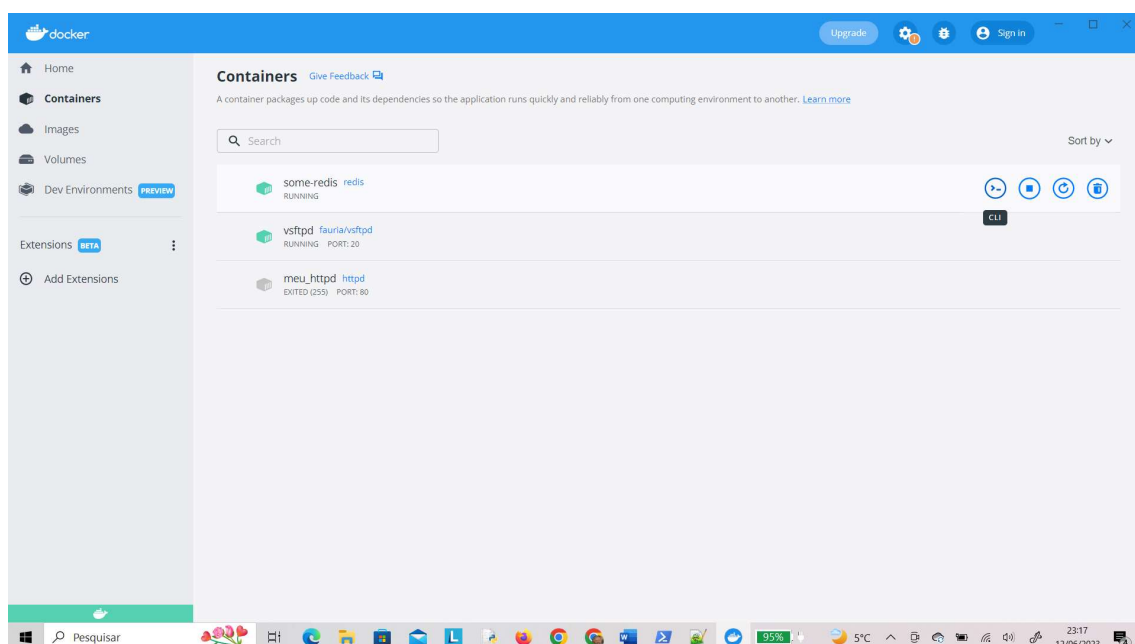 docker
Upgrade
Sign in
Home
Containers
Images
Volumes
Dev Environments PREVIEW
Extensions BETA
Add Extensions
Containers Give Feedback
A container packages up code and its dependencies so the application runs quickly and reliably from one computing environment to another. Learn more
Search
Sort by
some-redis redis
RUNNING
CLI
vsftpd fauria/vsftpd
RUNNING PORT: 20
meu_httpd httpd
EXITED (255) PORT: 80
Pesquisar
95%
5°C
23:17
12/06/2023